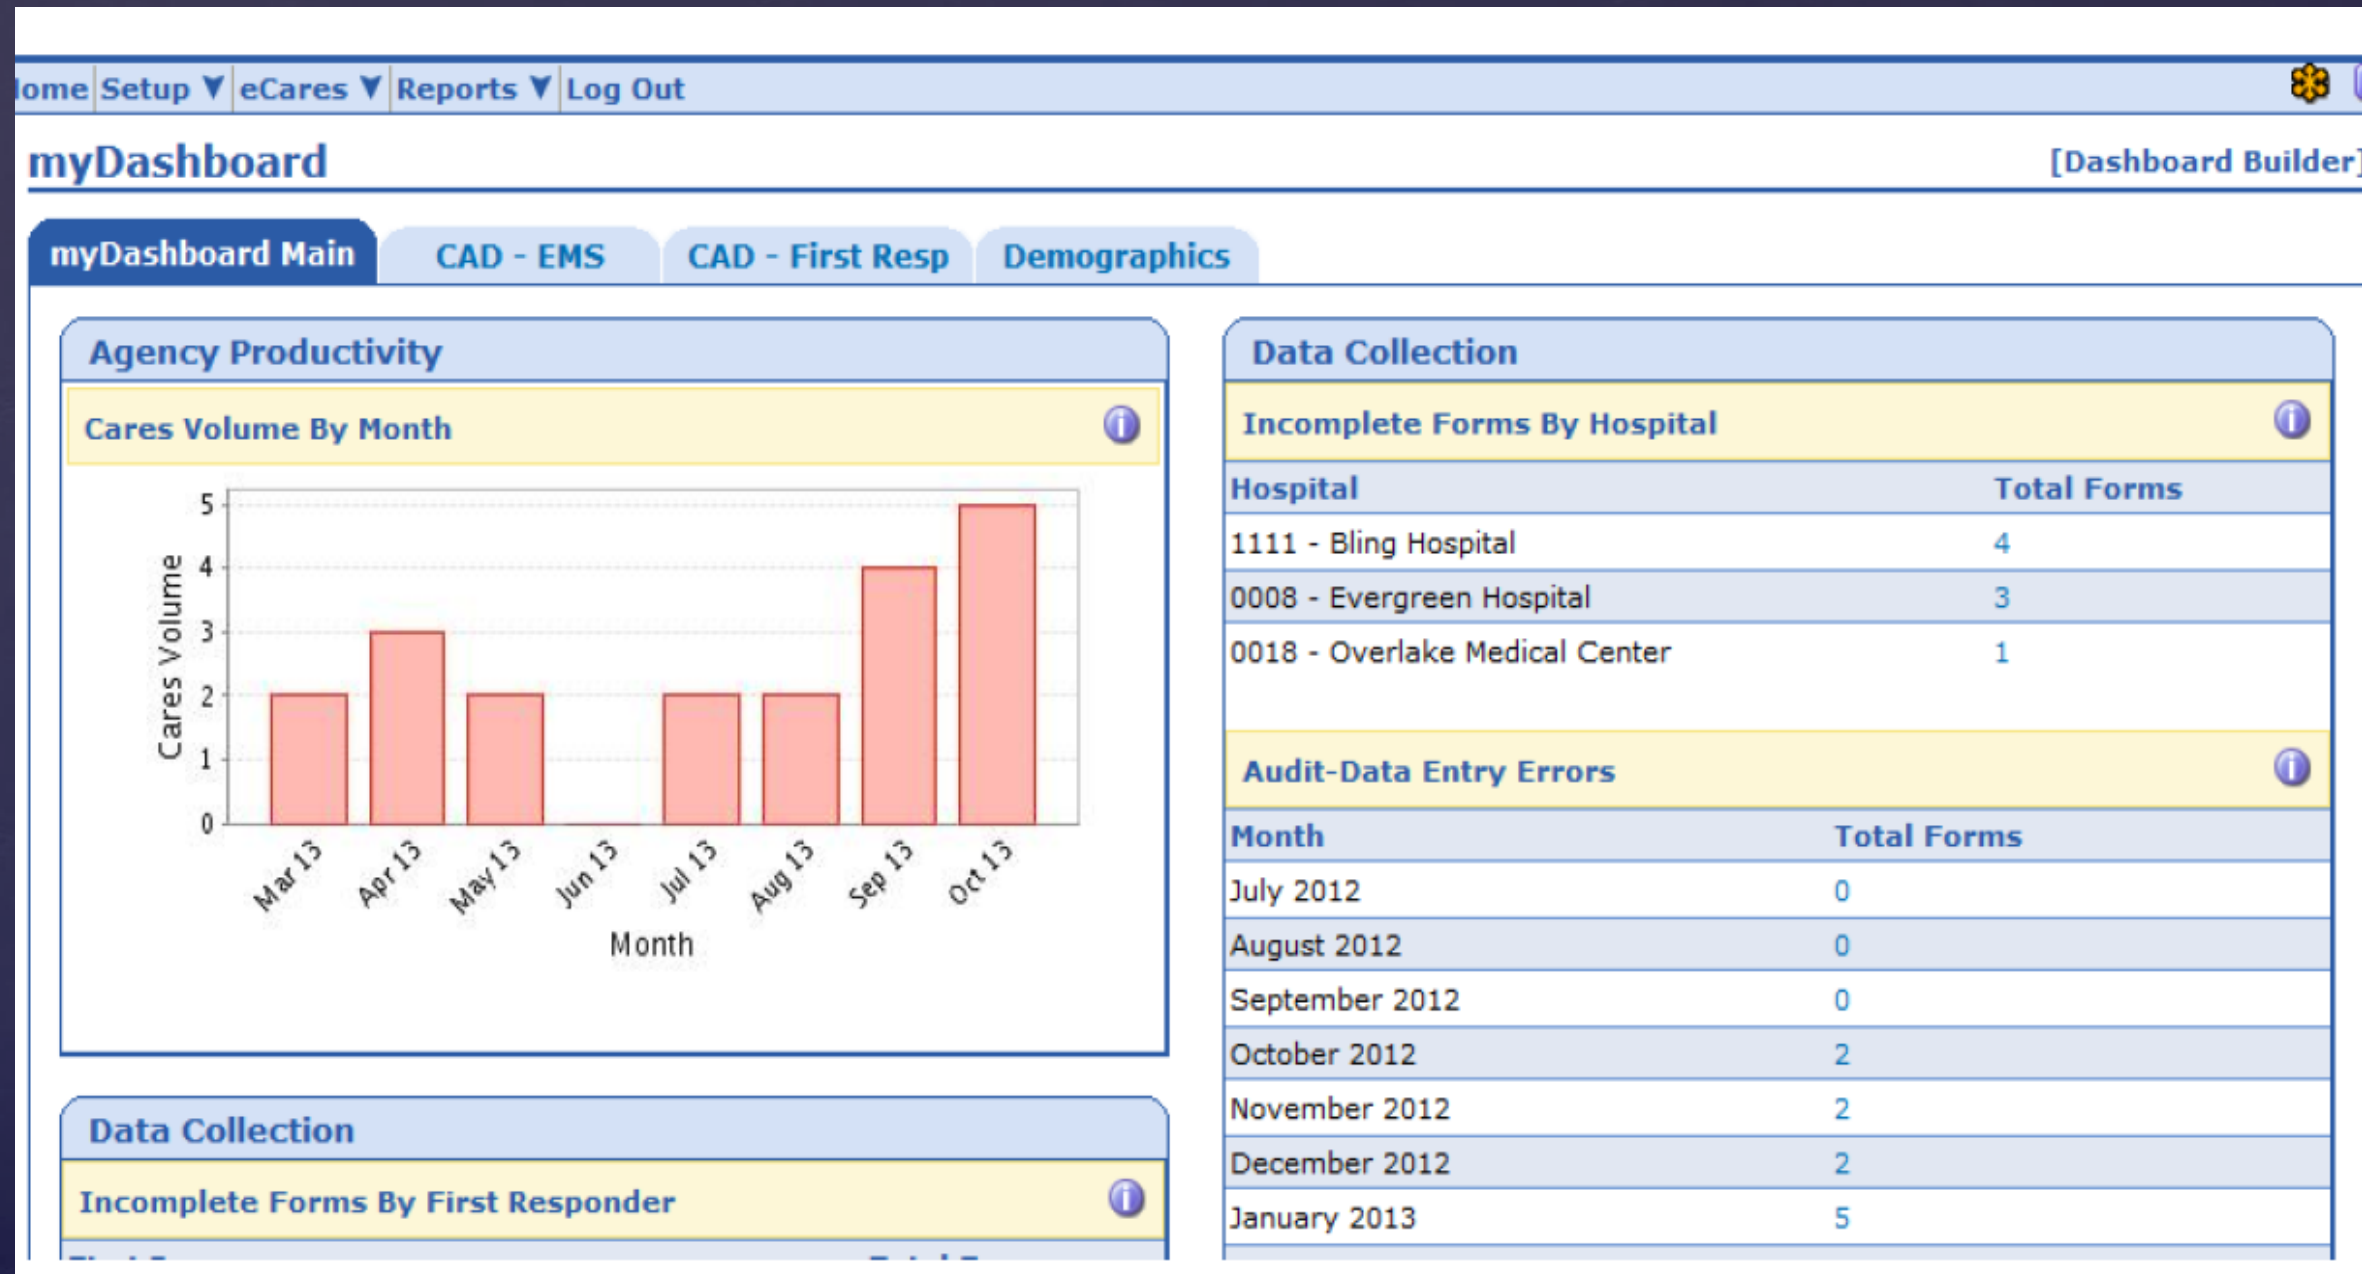 ome Setup eCares Reports Log Out
myDashboard [Dashboard Builder]
myDashboard Main CAD - EMS CAD - First Resp Demographics
Agency Productivity
Cares Volume By Month
5
4
3
2
1
0
Cares Volume
Mar 13 Apr 13 May 13 Jun 13 Jul 13 Aug 13 Sep 13 Oct 13
Month
Data Collection
Incomplete Forms By First Responder
Data Collection
Incomplete Forms By Hospital
Hospital Total Forms
1111 - Bling Hospital 4
0008 - Evergreen Hospital 3
0018 - Overlake Medical Center 1
Audit-Data Entry Errors
Month Total Forms
July 2012 0
August 2012 0
September 2012 0
October 2012 2
November 2012 2
December 2012 2
January 2013 5